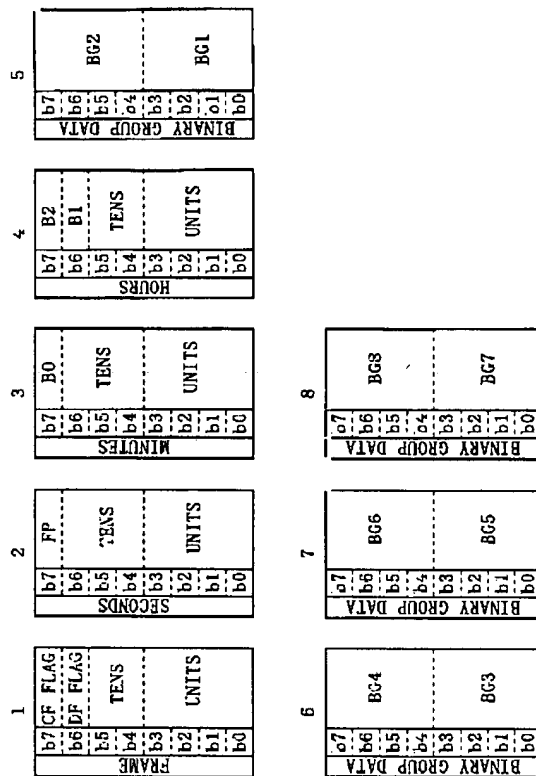 1
FRAME
b7 CF FLAG
b6 DF FLAG
b5
b4
TENS
b3
b2
b1
b0
UNITS
2
SECONDS
b7 FP
b6
b5
b4
TENS
b3
b2
b1
b0
UNITS
3
MINUTES
b7 B0
b6
b5
b4
TENS
b3
b2
b1
b0
UNITS
4
HOURS
b7 B2
b6 B1
b5
b4
TENS
b3
b2
b1
b0
UNITS
5
BINARY GROUP DATA
b7
b6
b5
b4
BG2
b3
b2
b1
b0
BG1
6
BINARY GROUP DATA
b7
b6
b5
b4
BG4
b3
b2
b1
b0
BG3
7
BINARY GROUP DATA
b7
b6
b5
b4
BG6
b3
b2
b1
b0
BG5
8
BINARY GROUP DATA
b7
b6
b5
b4
BG8
b3
b2
b1
b0
BG7